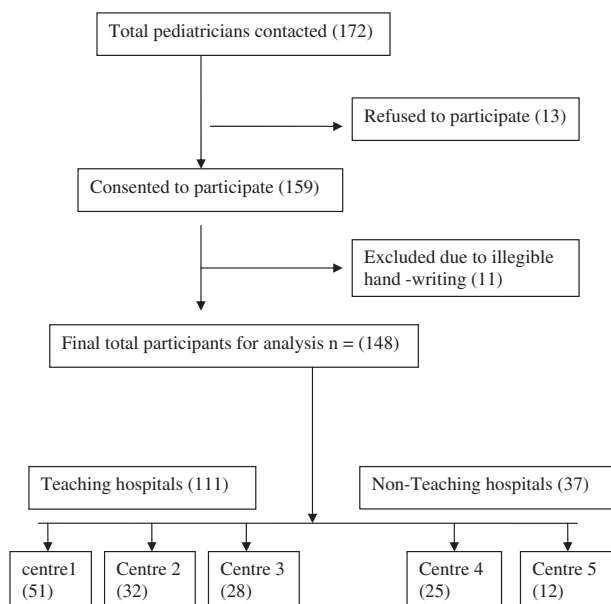 Total pediatricians contacted (172)
Refused to participate (13)
Consented to participate (159)
Excluded due to illegible
hand -writing (11)
Final total participants for analysis n = (148)
Teaching hospitals (111)
Non-Teaching hospitals (37)
centre1
(51)
Centre 2
(32)
Centre 3
(28)
Centre 4
(25)
Centre 5
(12)